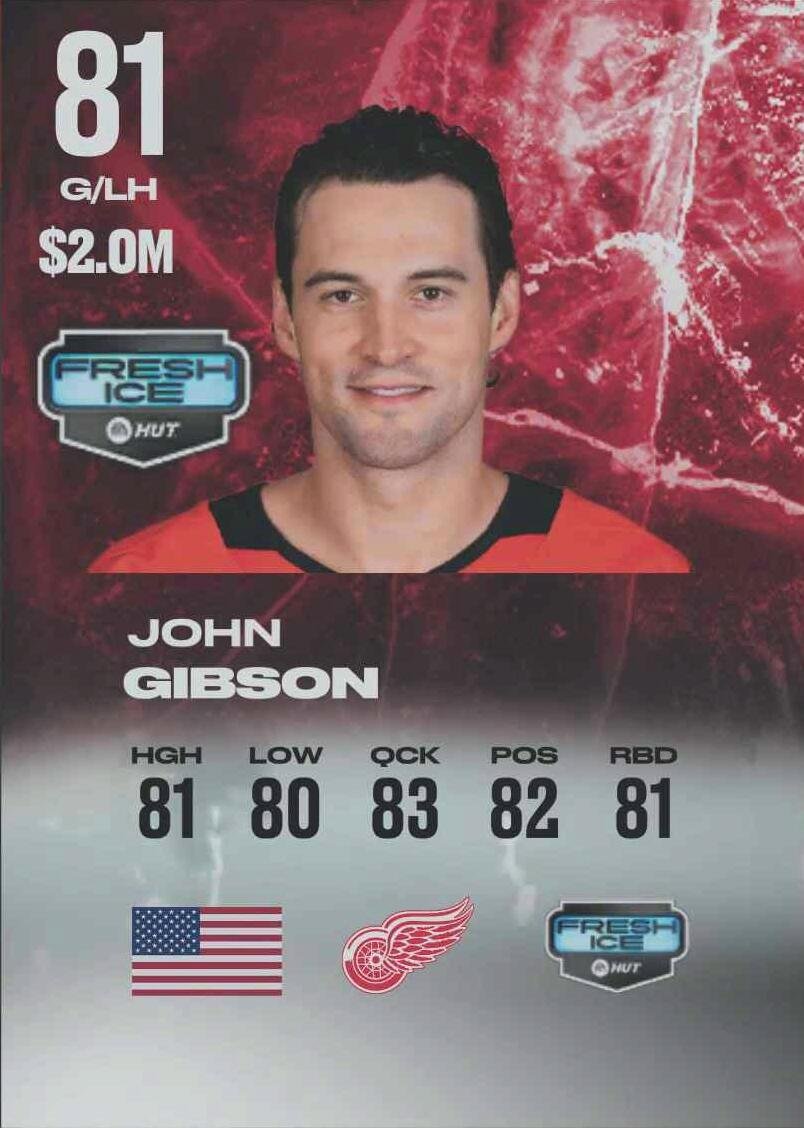 81
G/LH
$2.0M
FRESH
ICE
HUT
JOHN
GIBSON
HGH LOW QCK POS RBD
81 80 83 82 81
FRESH
ICE
HUT